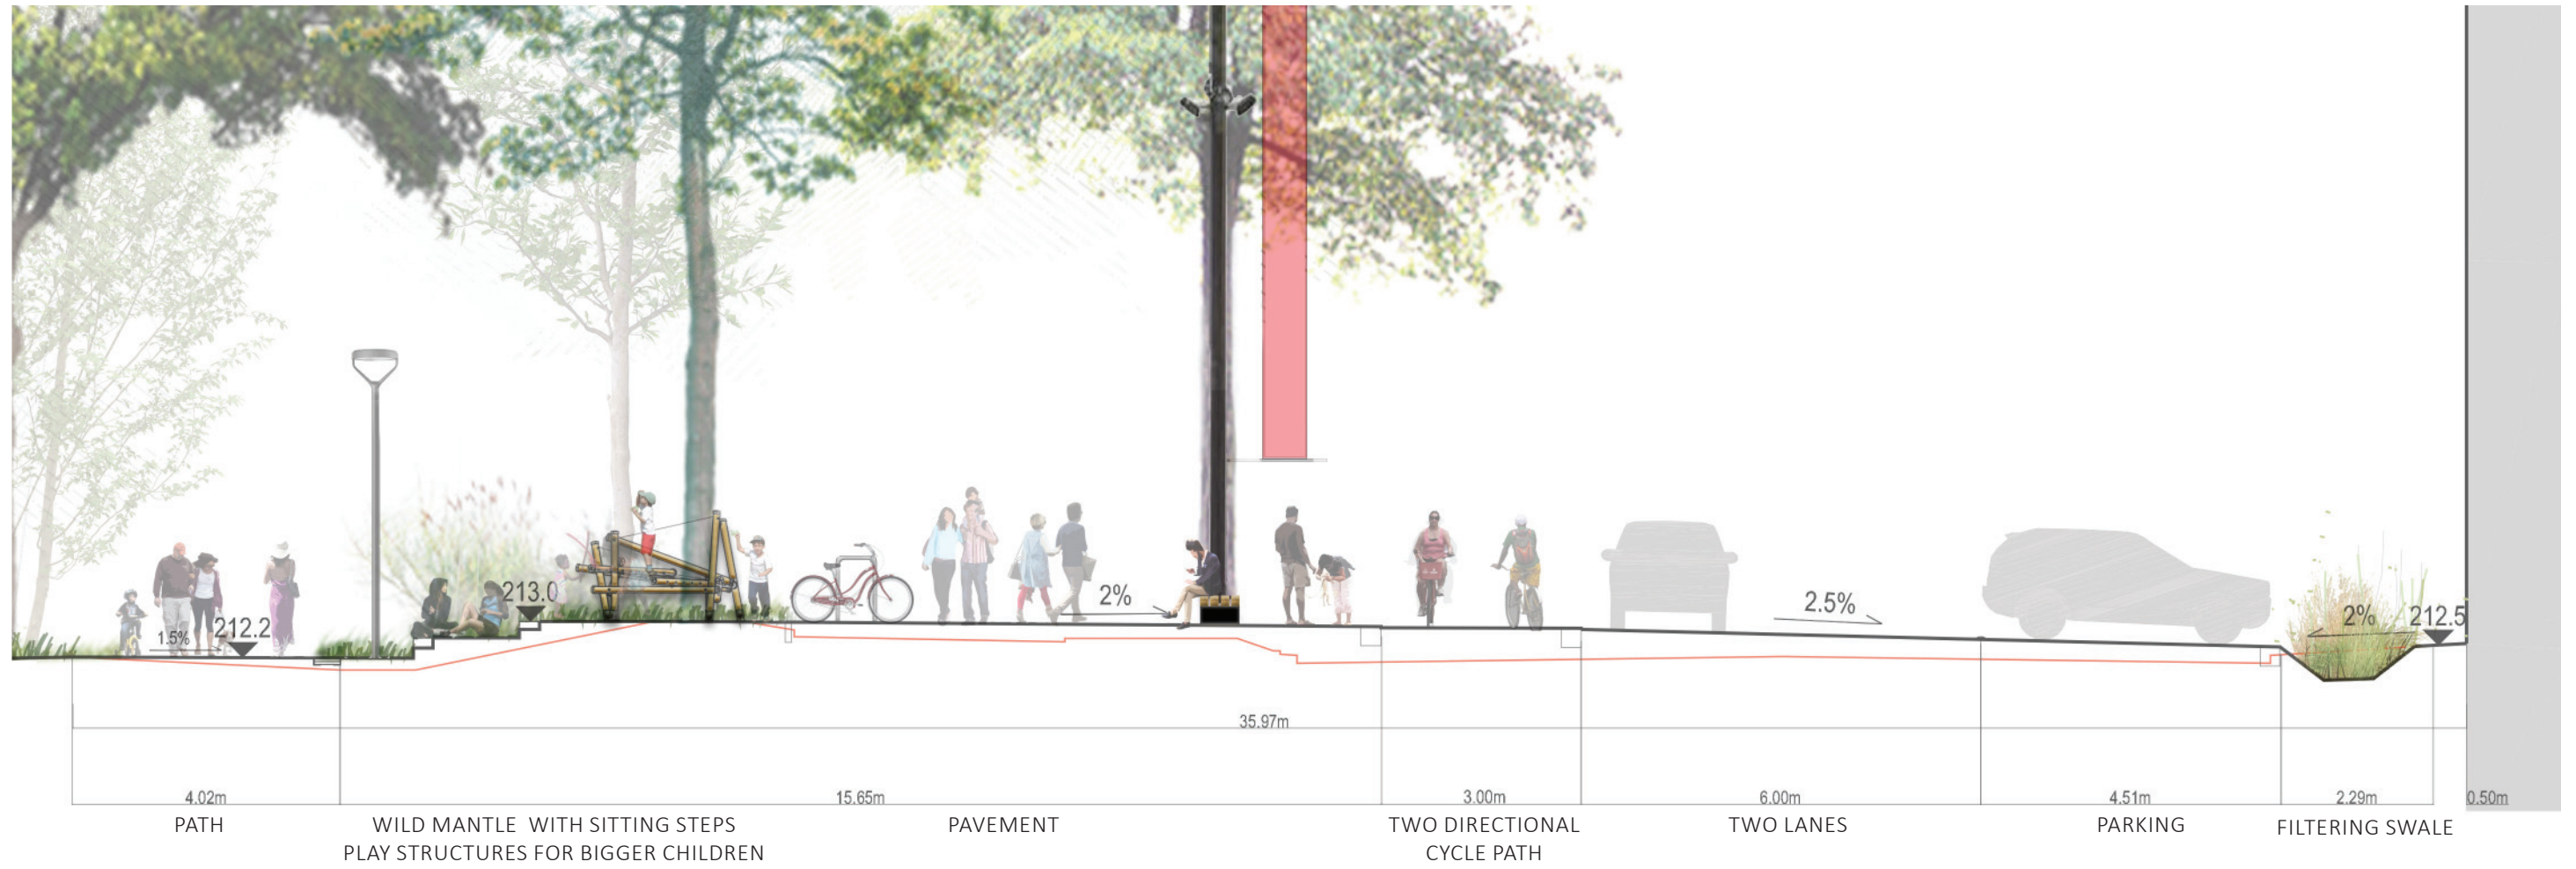 213.0
2%
2.5%
2%
212.5
1.5%
212.2
35.97m
4.02m
15.65m
3.00m
6.00m
4.51m
2.29m
0.50m
PATH
WILD MANTLE WITH SITTING STEPS
PLAY STRUCTURES FOR BIGGER CHILDREN
PAVEMENT
TWO DIRECTIONAL
CYCLE PATH
TWO LANES
PARKING
FILTERING SWALE